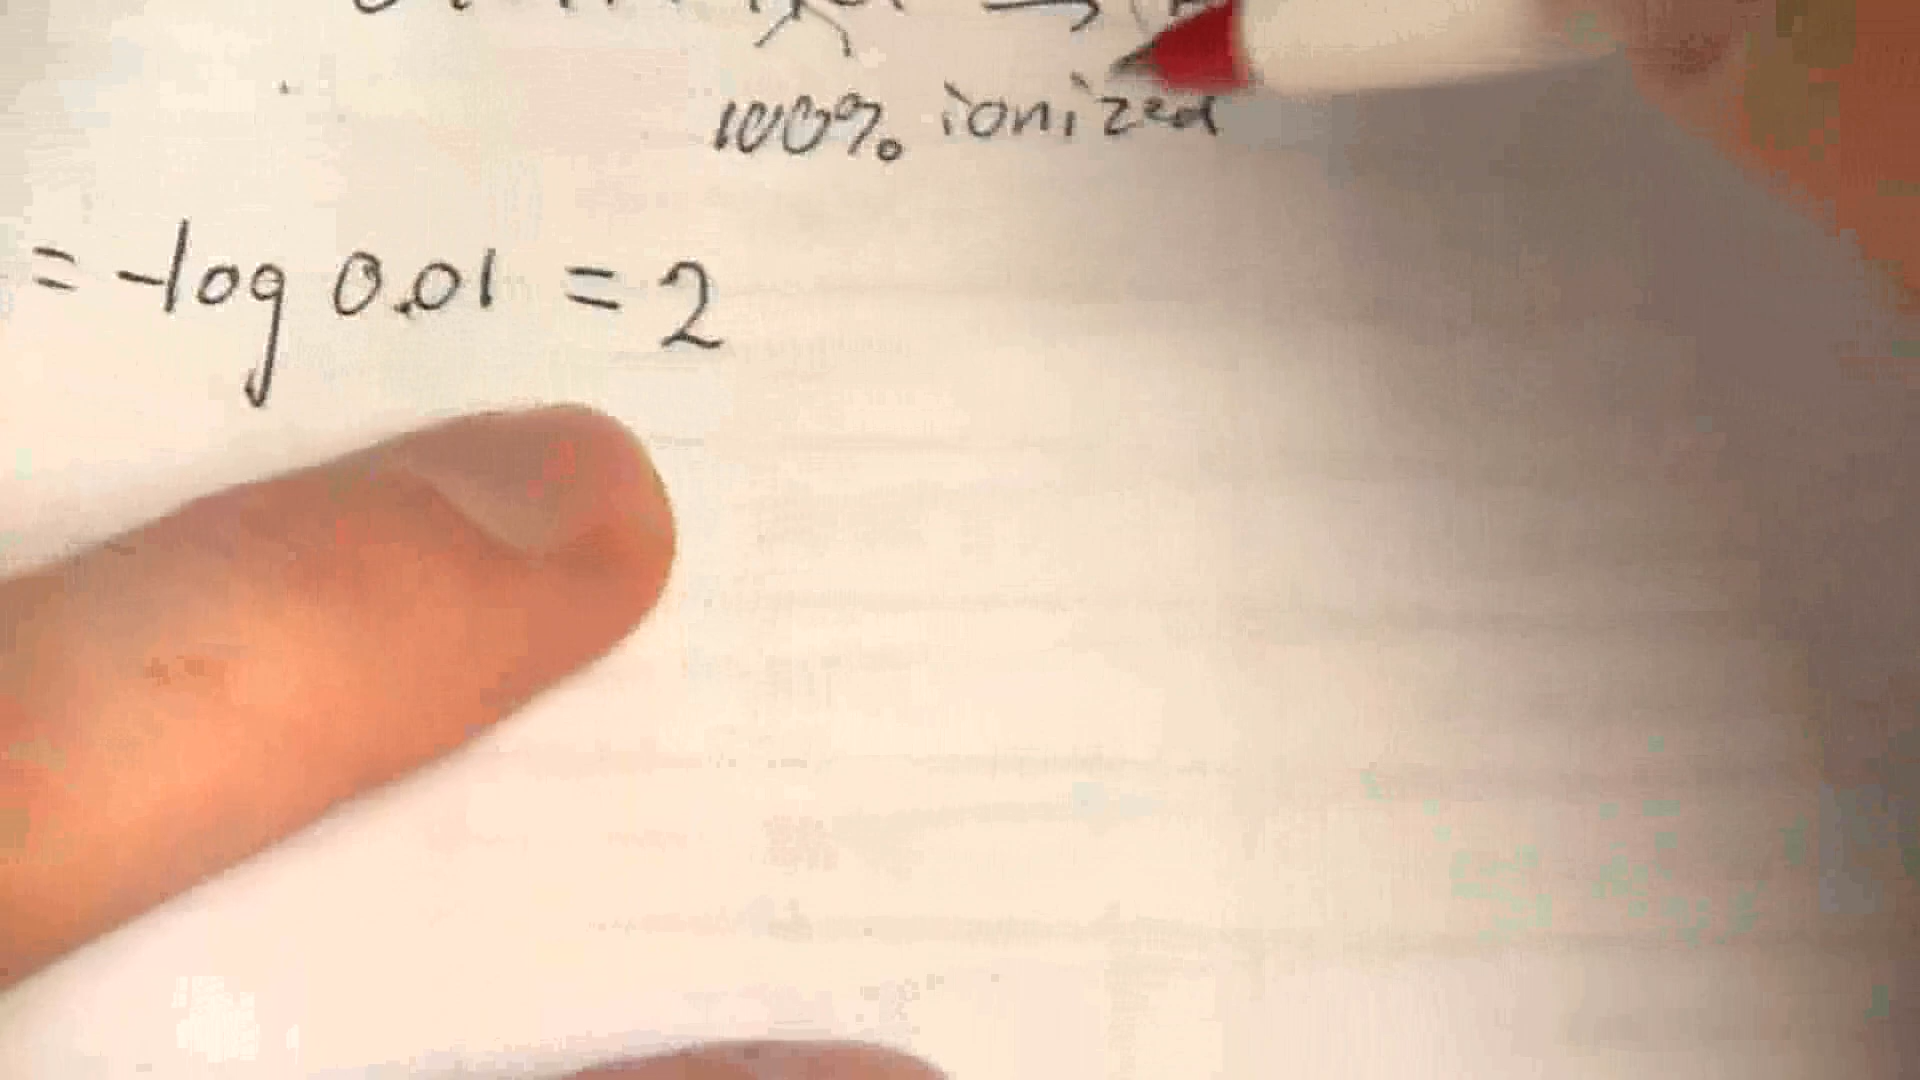 100% ionized
= -log 0.01 = 2